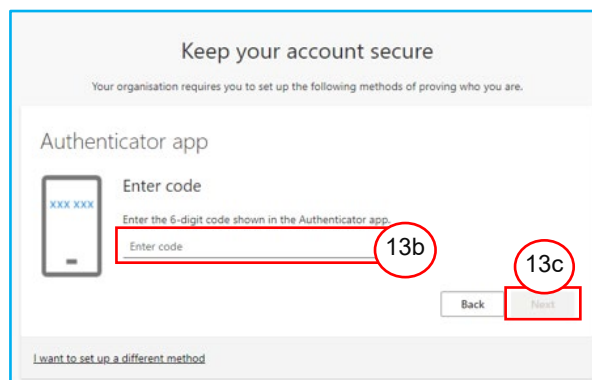 Keep your account secure
Your organisation requires you to set up the following methods of proving who you are.
Authenticator app
XXX XXX
Enter code
Enter the 6-digit code shown in the Authenticator app.
Enter code
13b
13c
Back
Next
I want to set up a different method